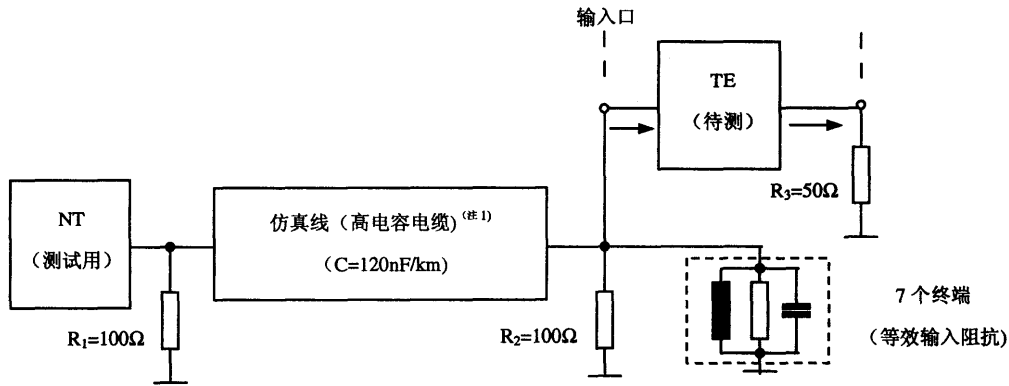 输入口
TE
（待测）
R₃=50Ω
NT
（测试用）
仿真线（高电容电缆)（注1)
（C=120nF/km）
R₁=100Ω
R₂=100Ω
7个终端
（等效输入阻抗)